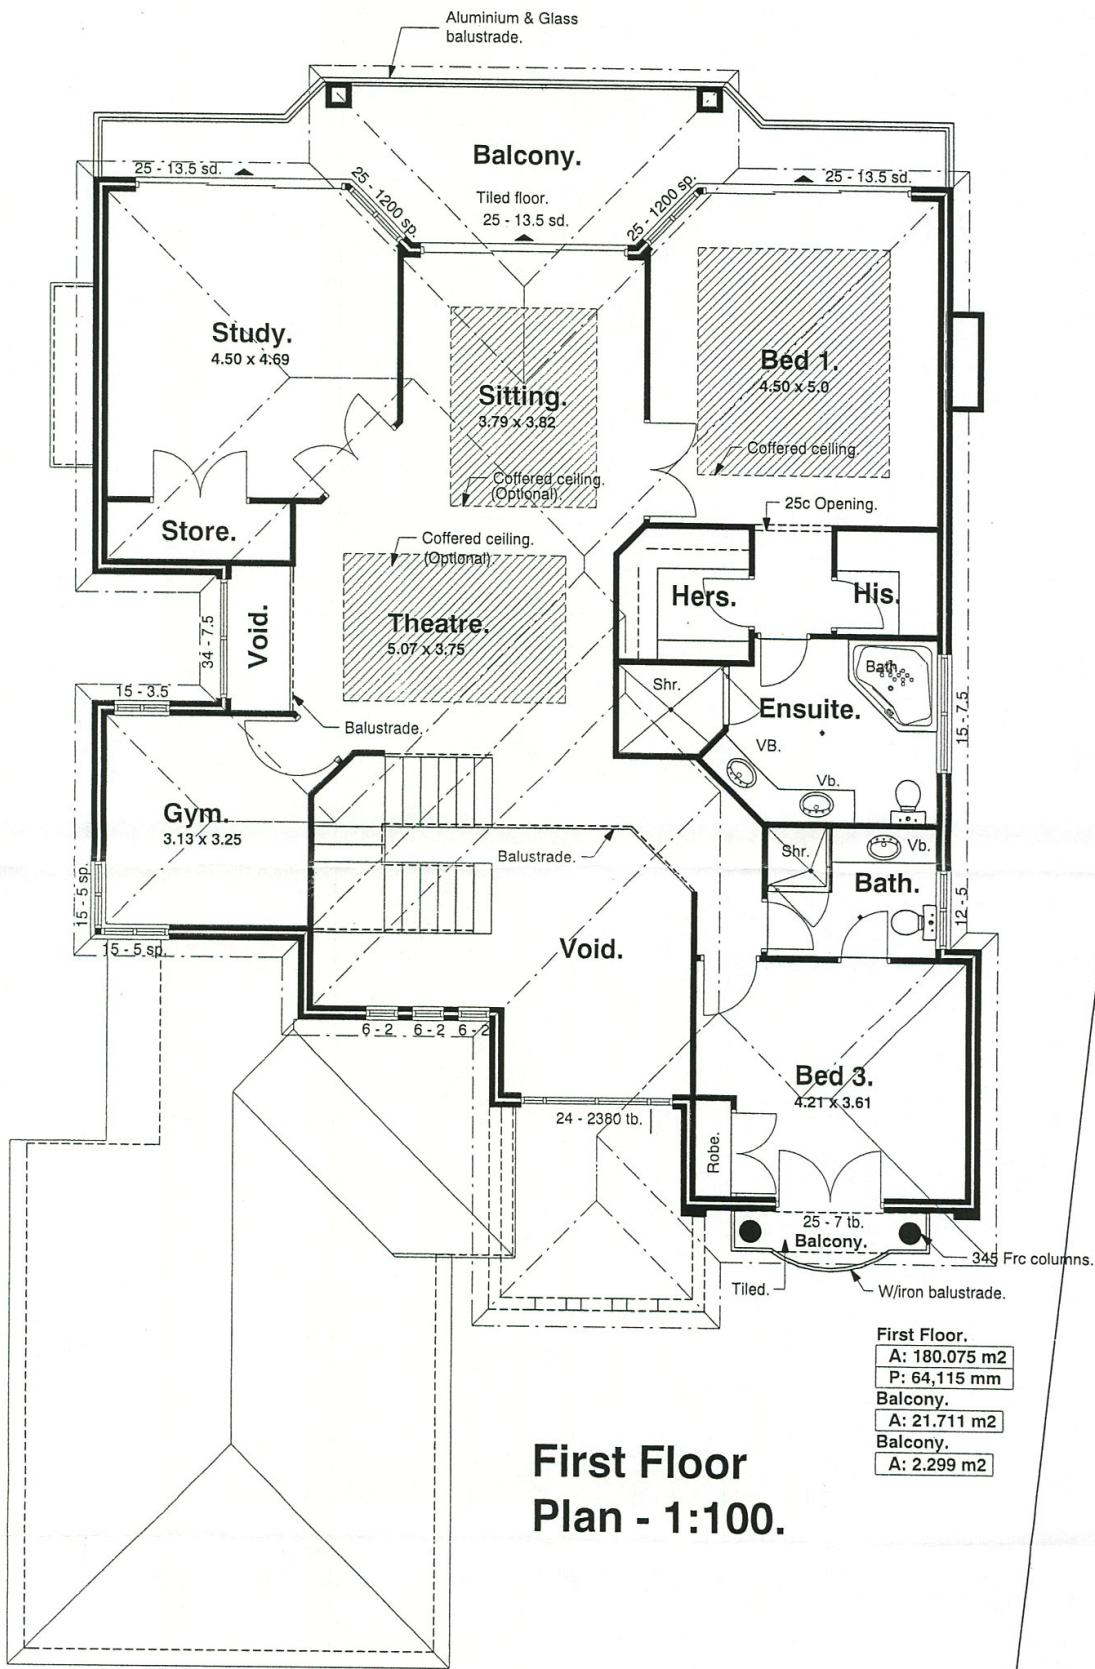 Aluminium & Glass
balustrade.
Balcony.
Tiled floor.
25 - 13.5 sd.
25 - 13.5 sd.
25 - 13.5 sd.
25 - 1200 sp.
25 - 1200 sp.
Study.
4.50 x 4.69
Sitting.
3.79 x 3.82
Coffered ceiling.
(Optional).
Bed 1.
4.50 x 5.0
Coffered ceiling.
25c Opening.
Store.
Coffered ceiling.
(Optional).
Theatre.
5.07 x 3.75
Void.
34 - 7.5
Hers.
His.
15 - 3.5
Balustrade.
Shr.
Ensuite.
Bath
15 - 7.5
VB.
Vb.
Gym.
3.13 x 3.25
15 - 5 sp.
15 - 5 sp.
Balustrade.
Shr.
Vb.
Bath.
12 - 5
Void.
6 - 2
6 - 2
6 - 2
Bed 3.
4.21 x 3.61
24 - 2380 tb.
Robe.
25 - 7 tb.
Balcony.
345 Frc columns.
Tiled.
W/iron balustrade.
First Floor.
A: 180.075 m2
P: 64,115 mm
Balcony.
A: 21.711 m2
Balcony.
A: 2.299 m2
First Floor
Plan - 1:100.